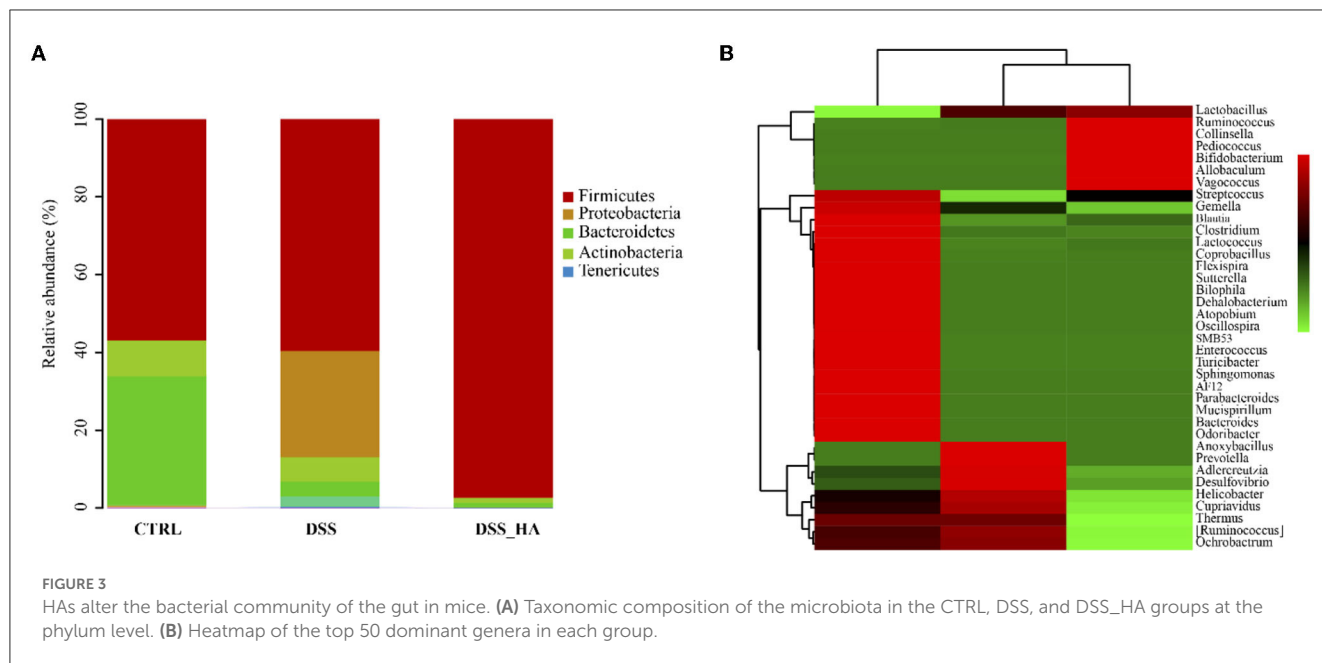 A
B
100
80
60
40
20
0
Relative abundance (%)
CTRL
DSS
DSS_HA
Firmicutes
Proteobacteria
Bacteroidetes
Actinobacteria
Tenericutes
Lactobacillus
Ruminococcus
Collinsella
Pediococcus
Bifidobacterium
Allobaculum
Vagococcus
Streptococcus
Gemella
Blautia
Clostridium
Lactococcus
Coprobacillus
Flexispira
Sutterella
Bilophila
Dehalobacterium
Atopobium
Oscillospira
SMB53
Enterococcus
Turicibacter
Sphingomonas
AF12
Parabacteroides
Mucispirillum
Bacteroides
Odoribacter
Anoxybacillus
Prevotella
Adlercreutzia
Desulfovibrio
Helicobacter
Cupriavidus
Thermus
[Ruminococcus]
Ochrobactrum
FIGURE 3
HAs alter the bacterial community of the gut in mice. (A) Taxonomic composition of the microbiota in the CTRL, DSS, and DSS_HA groups at the
phylum level. (B) Heatmap of the top 50 dominant genera in each group.